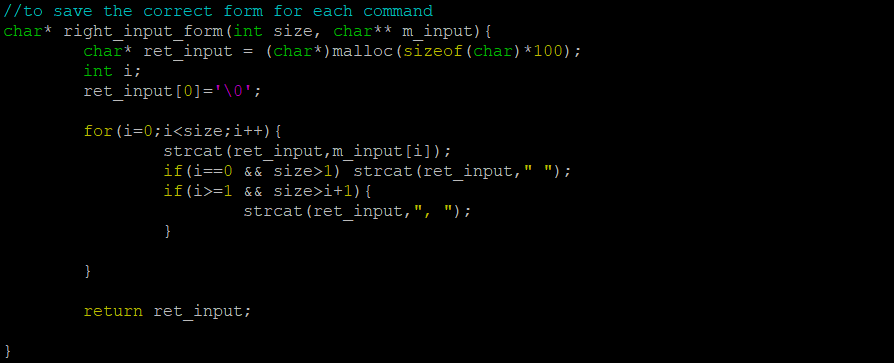 //to save the correct form for each command
char* right_input_form(int size, char** m_input){
        char* ret_input = (char*)malloc(sizeof(char)*100);
        int i;
        ret_input[0]='\0';

        for(i=0;i<size;i++){
                strcat(ret_input,m_input[i]);
                if(i==0 && size>1) strcat(ret_input," ");
                if(i>=1 && size>i+1){
                        strcat(ret_input,", ");
                }

        }

        return ret_input;

}